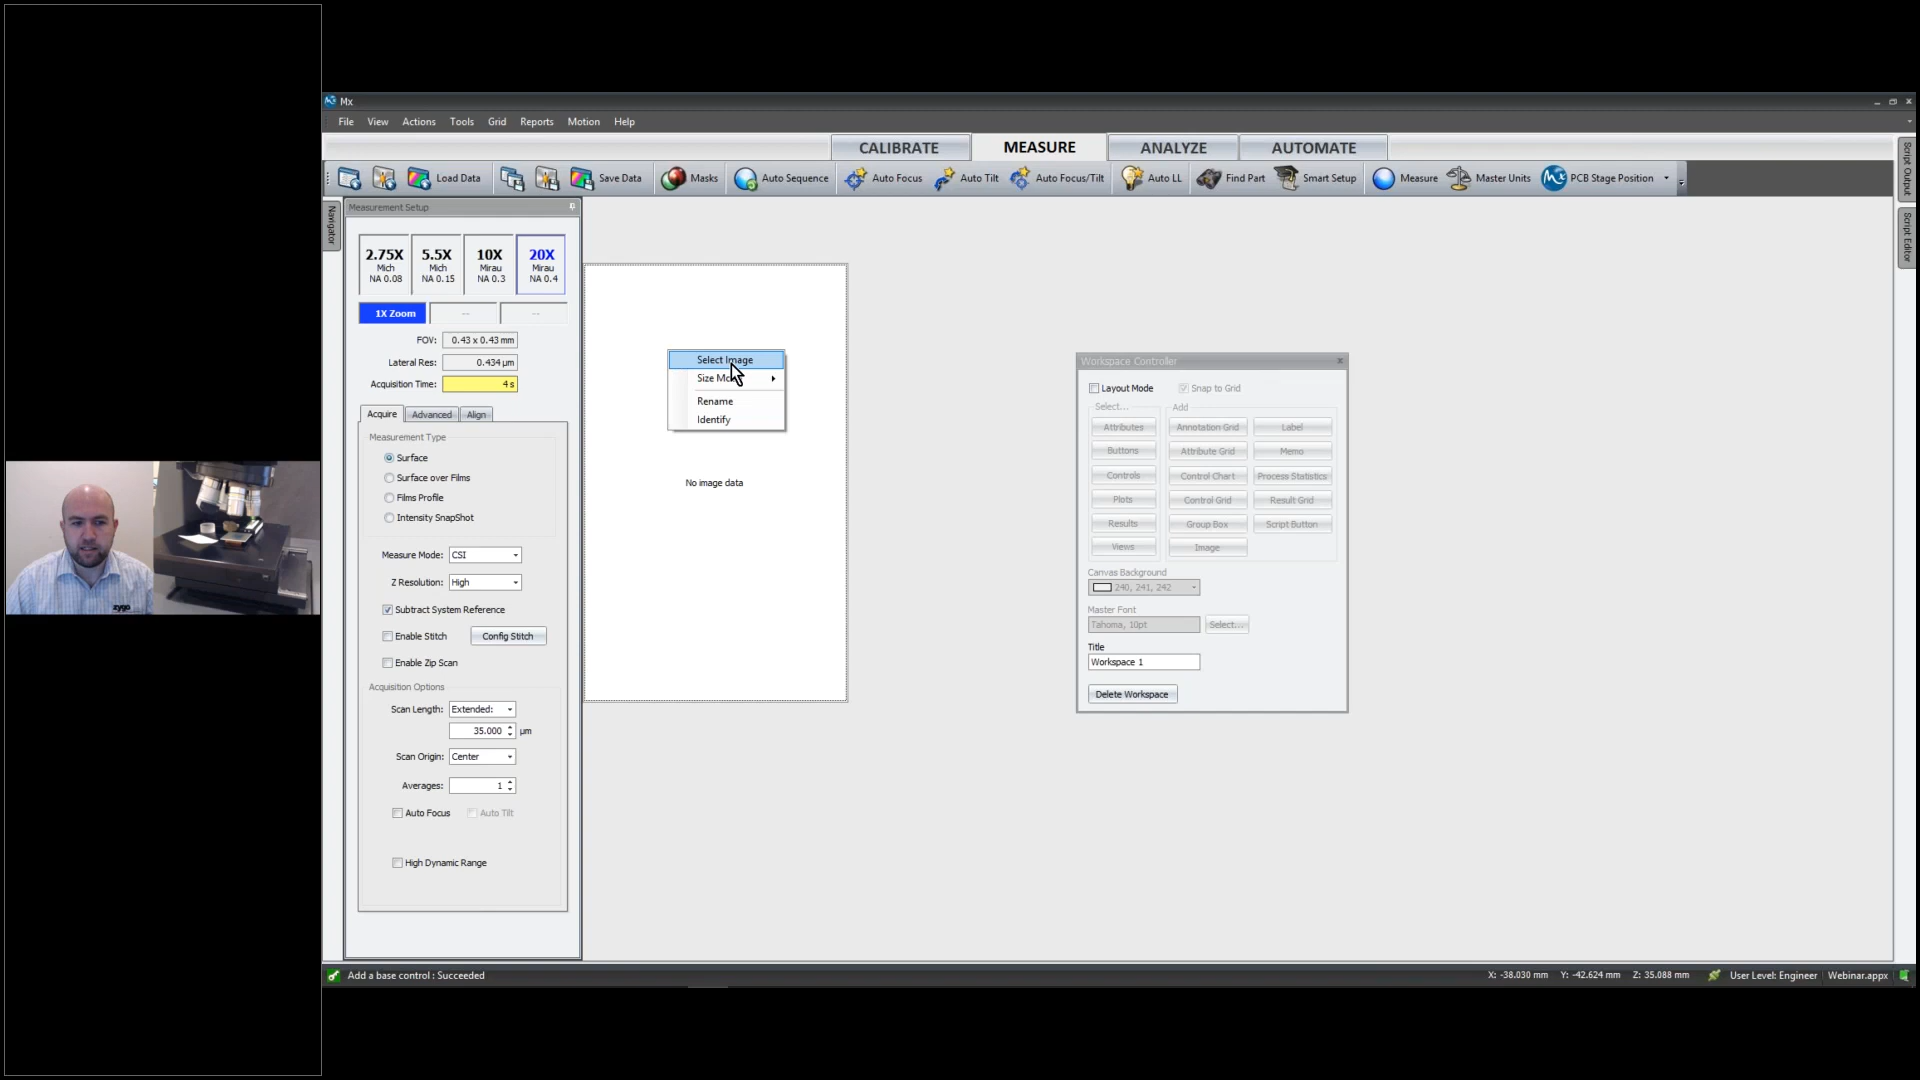 Mx
File View Actions Tools Grid Reports Motion Help
CALIBRATE MEASURE ANALYZE AUTOMATE
Load Data Save Data Masks Auto Sequence Auto Focus Auto Tilt Auto Focus/Tilt Auto LL Find Part Smart Setup Measure Master Units PCB Stage Position
Script Output
Script Editor
Navigator
Measurement Setup
2.75X 5.5X 10X 20X
Mich Mich Mirau Mirau
NA 0.08 NA 0.15 NA 0.3 NA 0.4
1X Zoom -- --
FOV: 0.43 x 0.43 mm
Lateral Res: 0.434 µm
Acquisition Time: 4 s
Acquire Advanced Align
Measurement Type
Surface
Surface over Films
Films Profile
Intensity SnapShot
Measure Mode: CSI
Z Resolution: High
Subtract System Reference
Enable Stitch Config Stitch
Enable Zip Scan
Acquisition Options
Scan Length: Extended:
35.000 µm
Scan Origin: Center
Averages: 1
Auto Focus Auto Tilt
High Dynamic Range
Select Image
Size Mo
Rename
Identify
No image data
Workspace Controller
Layout Mode Snap to Grid
Select... Add
Attributes Annotation Grid Label
Buttons Attribute Grid Memo
Controls Control Chart Process Statistics
Plots Control Grid Result Grid
Results Group Box Script Button
Views Image
Canvas Background
240, 241, 242
Master Font
Tahoma, 10pt Select...
Title
Workspace 1
Delete Workspace
zygo
Add a base control : Succeeded
X: -38.030 mm Y: -42.624 mm Z: 35.088 mm User Level: Engineer Webinar.appx